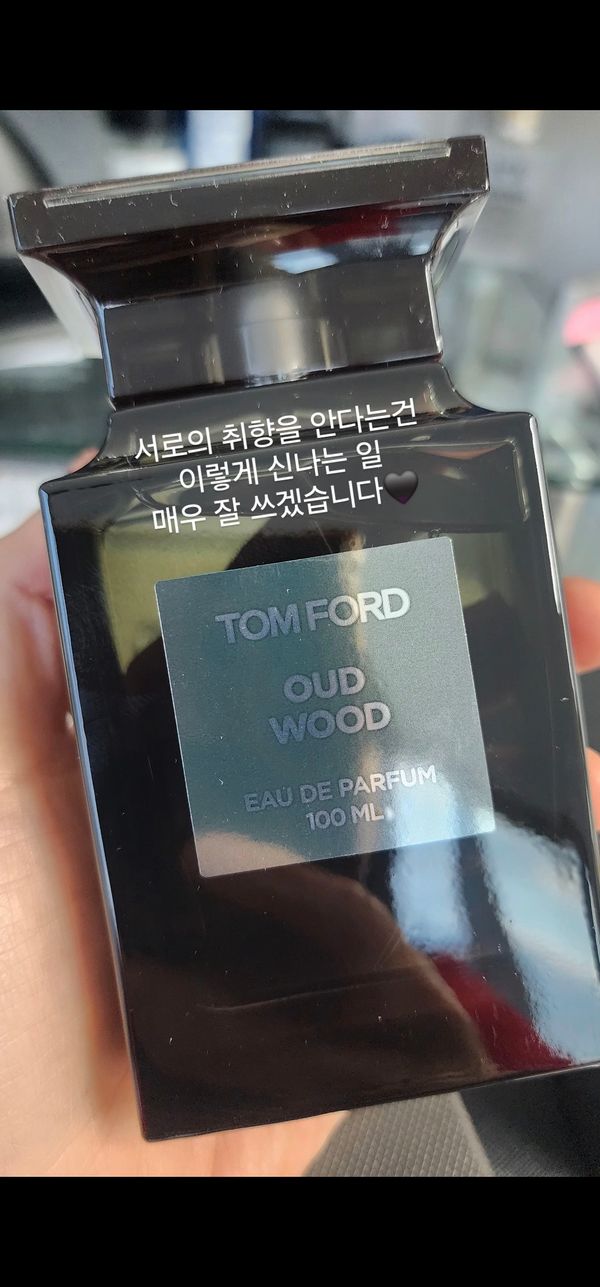 서로의 취향을 안다는건
이렇게 신나는 일
매우 잘 쓰겠습니다🖤
TOM FORD
OUD
WOOD
EAU DE PARFUM
100 ML